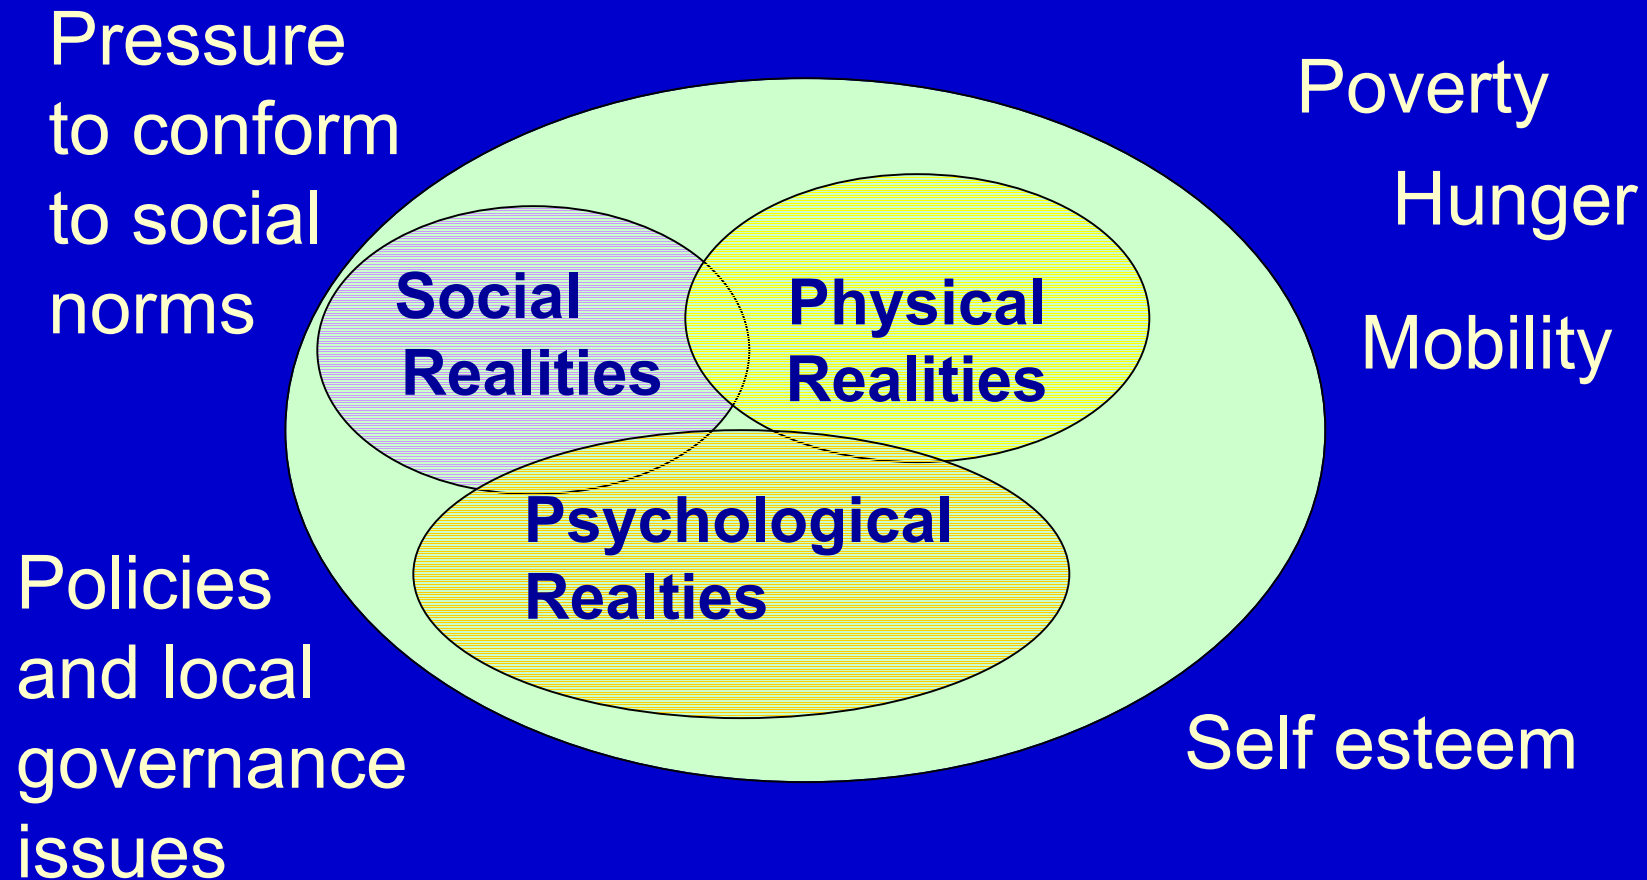 Pressure
to conform
to social
norms
Poverty
Hunger
Mobility
Social
Realities
Physical
Realities
Psychological
Realties
Policies
and local
governance
issues
Self esteem